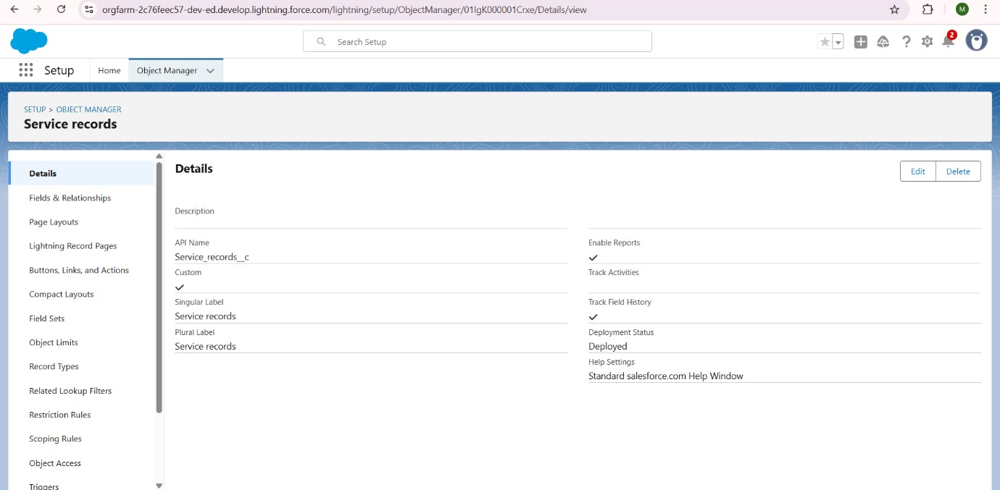 orgfarm-2c76feec57-dev-ed.develop.lightning.force.com/lightning/setup/ObjectManager/01IgK000001Crxe/Details/view
M
Search Setup
2
Setup
Home
Object Manager
SETUP > OBJECT MANAGER
Service records
Details
Fields & Relationships
Page Layouts
Lightning Record Pages
Buttons, Links, and Actions
Compact Layouts
Field Sets
Object Limits
Record Types
Related Lookup Filters
Restriction Rules
Scoping Rules
Object Access
Triggers
Details
Edit
Delete
Description
API Name
Service_records__c
Custom
Singular Label
Service records
Plural Label
Service records
Enable Reports
Track Activities
Track Field History
Deployment Status
Deployed
Help Settings
Standard salesforce.com Help Window